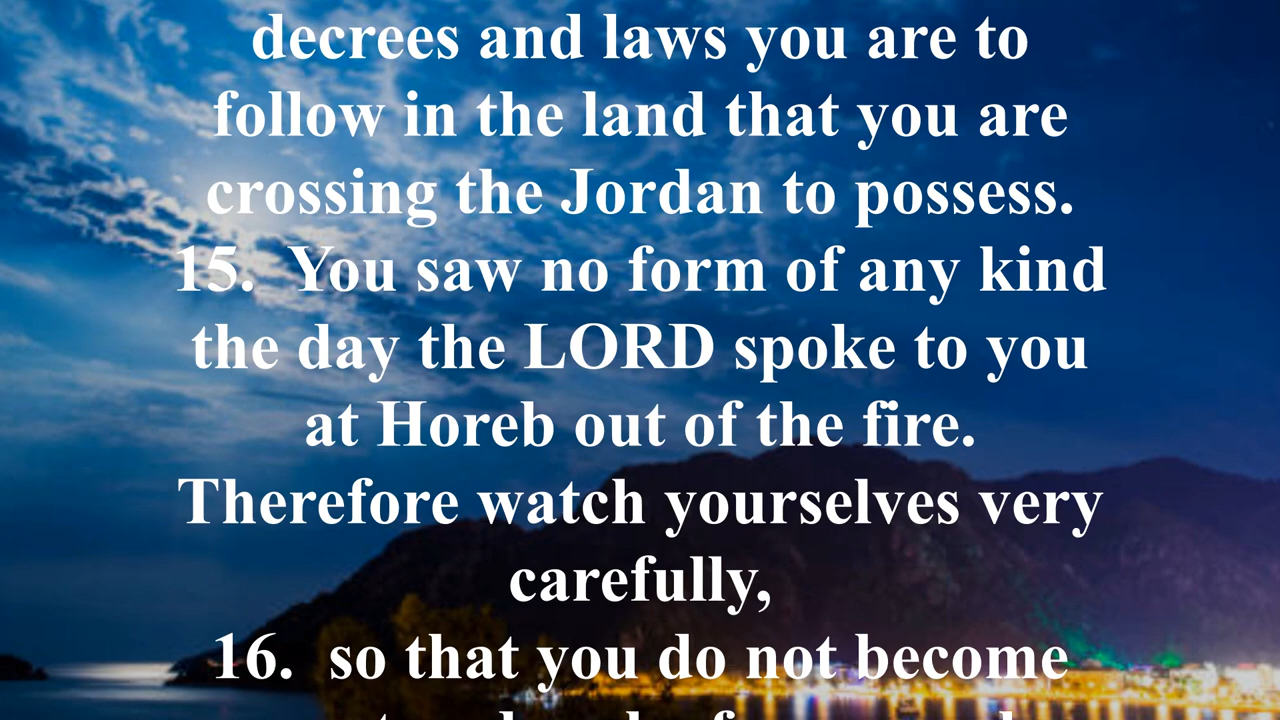 decrees and laws you are to
follow in the land that you are
crossing the Jordan to possess.
15.  You saw no form of any kind
the day the LORD spoke to you
at Horeb out of the fire.
Therefore watch yourselves very
carefully,
16.  so that you do not become